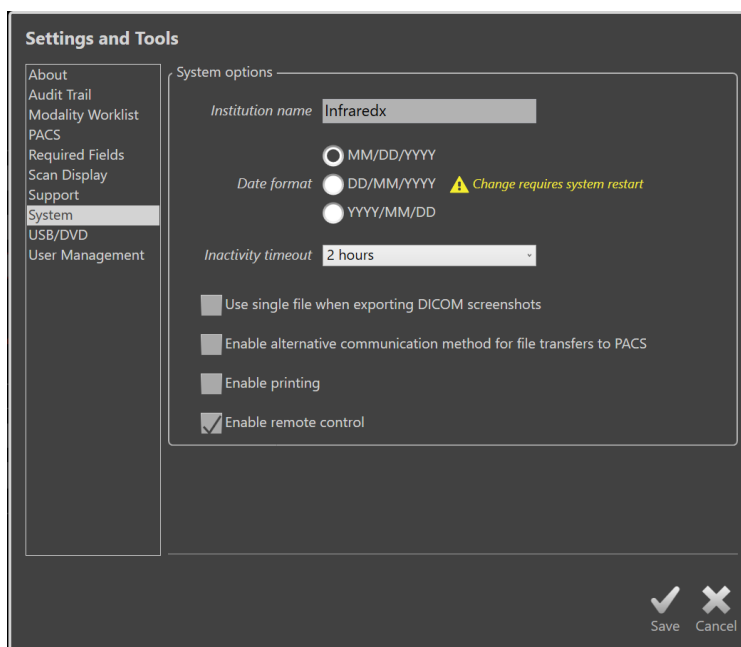 Settings and Tools
About
Audit Trail
Modality Worklist
PACS
Required Fields
Scan Display
Support
System
USB/DVD
User Management
System options
Institution name Infraredx
MM/DD/YYYY
Date format DD/MM/YYYY Change requires system restart
YYYY/MM/DD
Inactivity timeout 2 hours
Use single file when exporting DICOM screenshots
Enable alternative communication method for file transfers to PACS
Enable printing
Enable remote control
Save Cancel